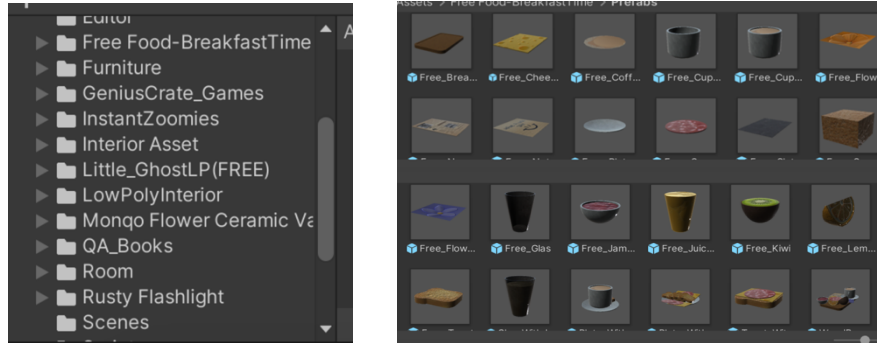 Editor
Free Food-BreakfastTime
Furniture
GeniusCrate_Games
InstantZoomies
Interior Asset
Little_GhostLP(FREE)
LowPolyInterior
Monqo Flower Ceramic Va
QA_Books
Room
Rusty Flashlight
Scenes
A
Assets > Free Food-BreakfastTime > Prefabs
Free_Brea... Free_Chee... Free_Coff... Free_Cup... Free_Cup... Free_Flow
Free_Flow... Free_Glas Free_Jam... Free_Juic... Free_Kiwi Free_Lem...